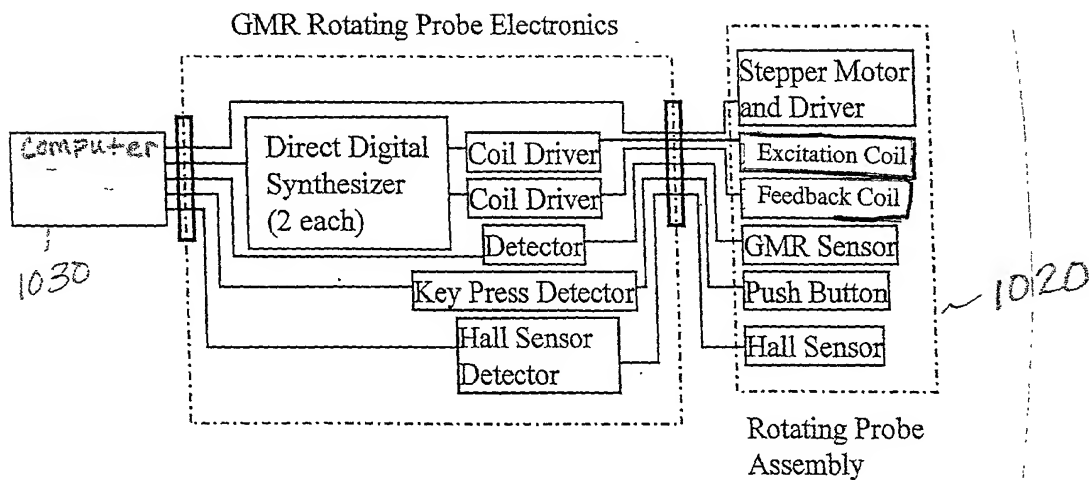 GMR Rotating Probe Electronics
computer
1030
Direct Digital
Synthesizer
(2 each)
Coil Driver
Coil Driver
Detector
Key Press Detector
Hall Sensor
Detector
Stepper Motor
and Driver
Excitation Coil
Feedback Coil
GMR Sensor
Push Button
Hall Sensor
1020
Rotating Probe
Assembly